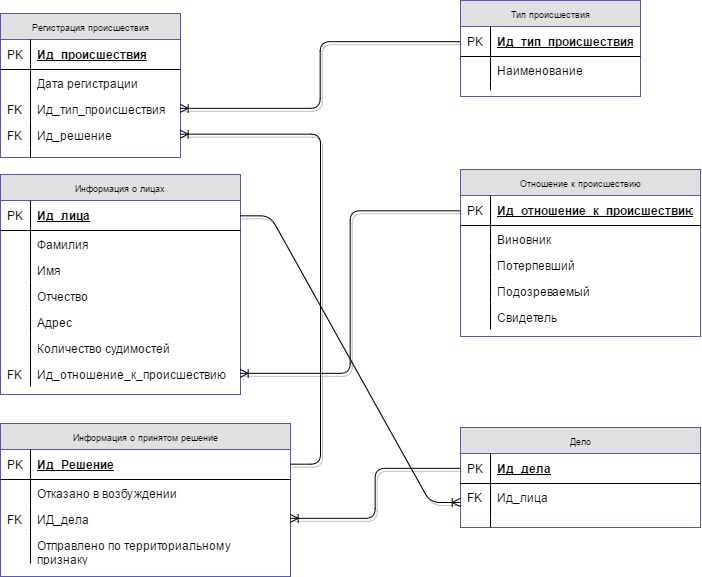 Регистрация происшествия
PK Ид_происшествия
Дата регистрации
FK Ид_тип_происшествия
FK Ид_решение
Тип происшествия
PK Ид_тип_происшествия
Наименование
Информация о лицах
PK Ид_лица
Фамилия
Имя
Отчество
Адрес
Количество судимостей
FK Ид_отношение_к_происшествию
Отношение к происшествию
PK Ид_отношение_к_происшествию
Виновник
Потерпевший
Подозреваемый
Свидетель
Информация о принятом решение
PK Ид_Решение
Отказано в возбуждении
FK ИД_дела
Отправлено по территориальному
признаку
Дело
PK Ид_дела
FK Ид_лица